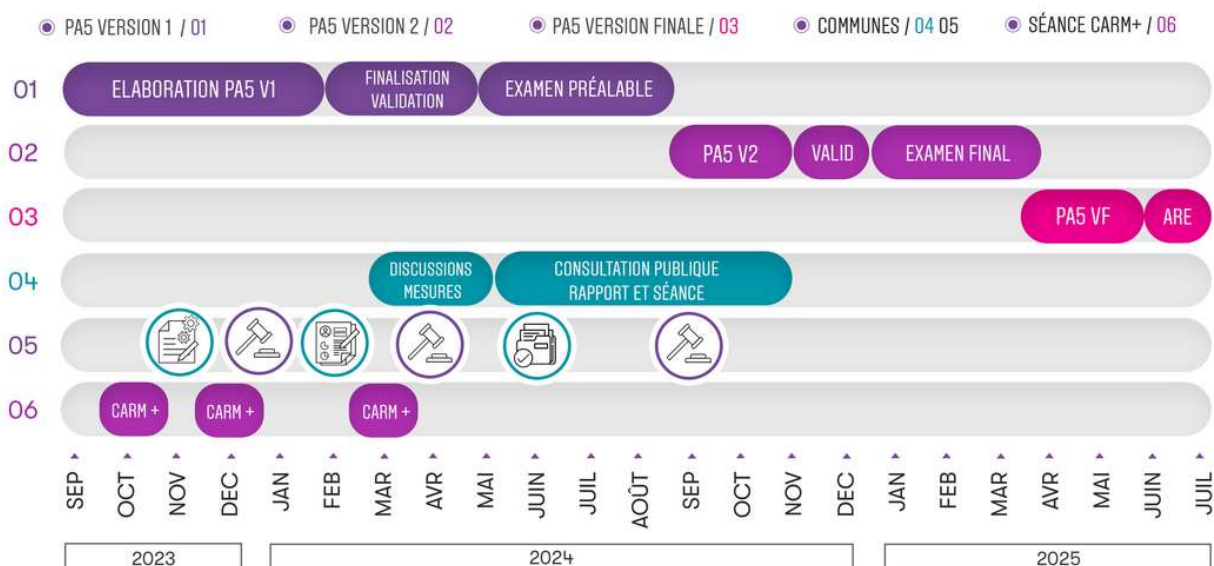 PA5 VERSION 1 / 01
PA5 VERSION 2 / 02
PA5 VERSION FINALE / 03
COMMUNES / 04 05
SÉANCE CARM+ / 06
01
ELABORATION PA5 V1
FINALISATION
VALIDATION
EXAMEN PRÉALABLE
02
PA5 V2
VALID
EXAMEN FINAL
03
PA5 VF
ARE
04
DISCUSSIONS
MESURES
CONSULTATION PUBLIQUE
RAPPORT ET SÉANCE
05
06
CARM +
CARM +
CARM +
SEP
OCT
NOV
DEC
JAN
FEB
MAR
AVR
MAI
JUIN
JUIL
AOÛT
SEP
OCT
NOV
DEC
JAN
FEB
MAR
AVR
MAI
JUIN
JUIL
2023
2024
2025